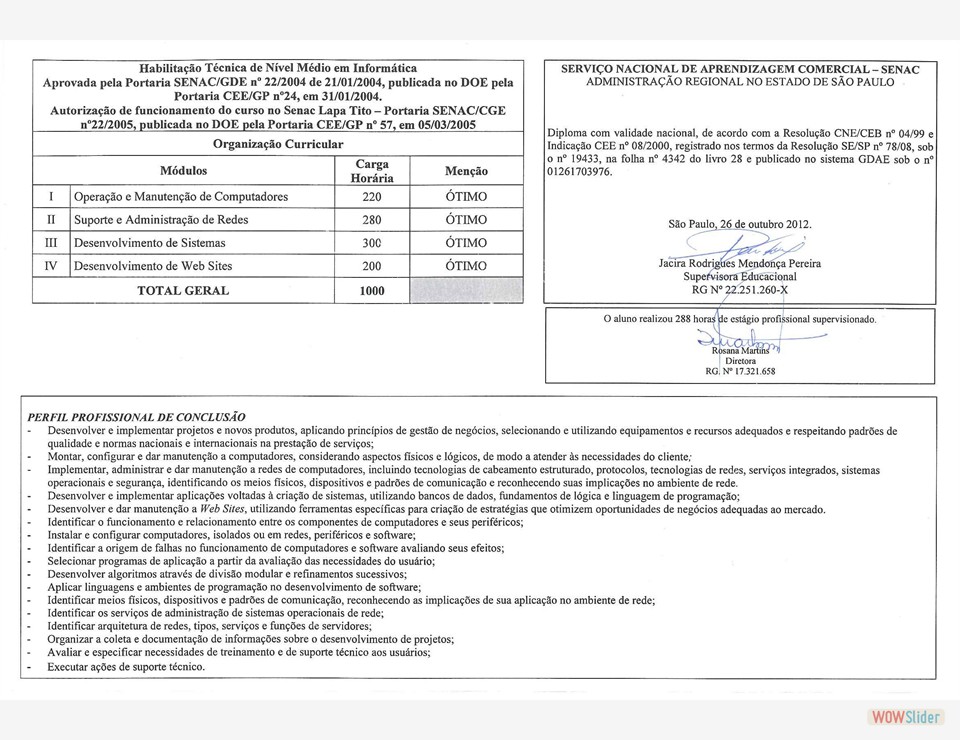 Habilitação Técnica de Nível Médio em Informática
Aprovada pela Portaria SENAC/GDE nº 22/2004 de 21/01/2004, publicada no DOE pela
Portaria CEE/GP nº24, em 31/01/2004.
Autorização de funcionamento do curso no Senac Lapa Tito – Portaria SENAC/CGE
nº22/2005, publicada no DOE pela Portaria CEE/GP nº 57, em 05/03/2005
Organização Curricular
Módulos Carga Horária Menção
I Operação e Manutenção de Computadores 220 ÓTIMO
II Suporte e Administração de Redes 280 ÓTIMO
III Desenvolvimento de Sistemas 300 ÓTIMO
IV Desenvolvimento de Web Sites 200 ÓTIMO
TOTAL GERAL 1000
SERVIÇO NACIONAL DE APRENDIZAGEM COMERCIAL – SENAC
ADMINISTRAÇÃO REGIONAL NO ESTADO DE SÃO PAULO
Diploma com validade nacional, de acordo com a Resolução CNE/CEB nº 04/99 e
Indicação CEE nº 08/2000, registrado nos termos da Resolução SE/SP nº 78/08, sob
o nº 19433, na folha nº 4342 do livro 28 e publicado no sistema GDAE sob o nº
01261703976.
São Paulo, 26 de outubro 2012.
Jacira Rodrigues Mendonça Pereira
Supervisora Educacional
RG Nº 22.251.260-X
O aluno realizou 288 horas de estágio profissional supervisionado.
Rosana Martins
Diretora
RG. Nº 17.321.658
PERFIL PROFISSIONAL DE CONCLUSÃO
- Desenvolver e implementar projetos e novos produtos, aplicando princípios de gestão de negócios, selecionando e utilizando equipamentos e recursos adequados e respeitando padrões de
qualidade e normas nacionais e internacionais na prestação de serviços;
- Montar, configurar e dar manutenção a computadores, considerando aspectos físicos e lógicos, de modo a atender às necessidades do cliente;
- Implementar, administrar e dar manutenção a redes de computadores, incluindo tecnologias de cabeamento estruturado, protocolos, tecnologias de redes, serviços integrados, sistemas
operacionais e segurança, identificando os meios físicos, dispositivos e padrões de comunicação e reconhecendo suas implicações no ambiente de rede.
- Desenvolver e implementar aplicações voltadas à criação de sistemas, utilizando bancos de dados, fundamentos de lógica e linguagem de programação;
- Desenvolver e dar manutenção a Web Sites, utilizando ferramentas específicas para criação de estratégias que otimizem oportunidades de negócios adequadas ao mercado.
- Identificar o funcionamento e relacionamento entre os componentes de computadores e seus periféricos;
- Instalar e configurar computadores, isolados ou em redes, periféricos e software;
- Identificar a origem de falhas no funcionamento de computadores e software avaliando seus efeitos;
- Selecionar programas de aplicação a partir da avaliação das necessidades do usuário;
- Desenvolver algoritmos através de divisão modular e refinamentos sucessivos;
- Aplicar linguagens e ambientes de programação no desenvolvimento de software;
- Identificar meios físicos, dispositivos e padrões de comunicação, reconhecendo as implicações de sua aplicação no ambiente de rede;
- Identificar os serviços de administração de sistemas operacionais de rede;
- Identificar arquitetura de redes, tipos, serviços e funções de servidores;
- Organizar a coleta e documentação de informações sobre o desenvolvimento de projetos;
- Avaliar e especificar necessidades de treinamento e de suporte técnico aos usuários;
- Executar ações de suporte técnico.
WOWSlider